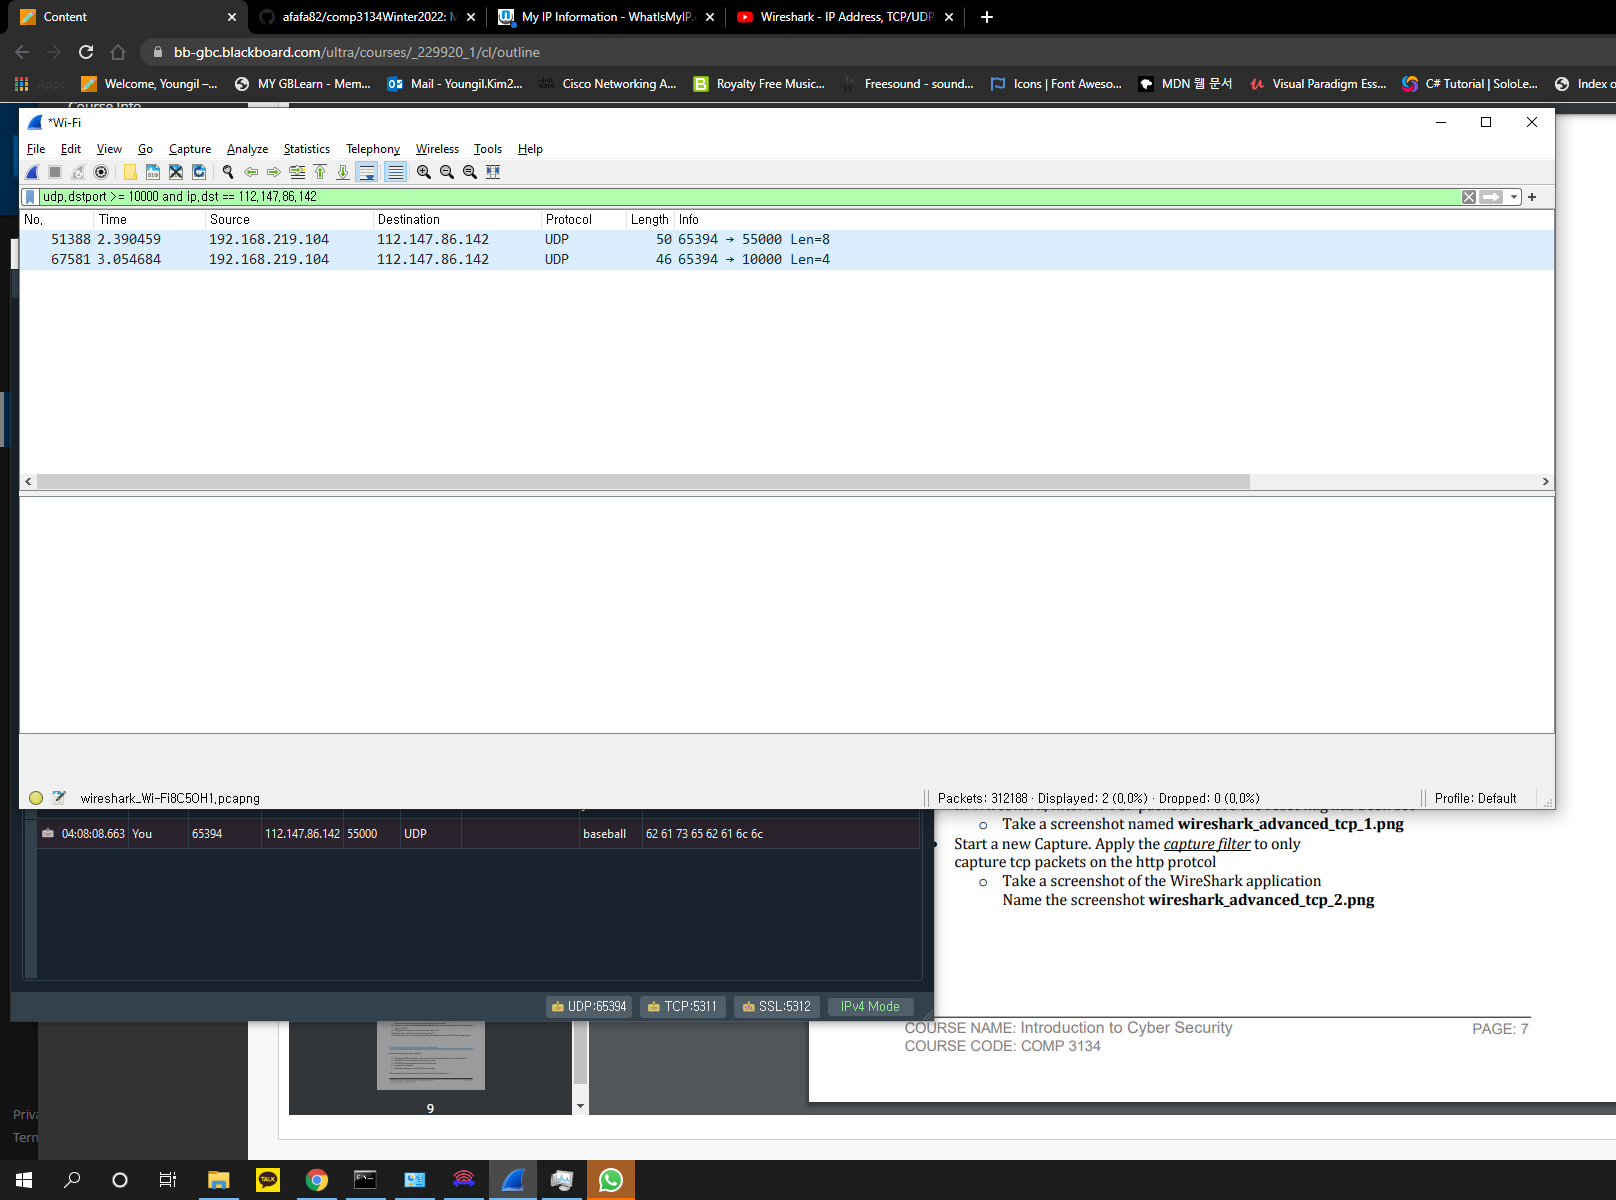 Content
afafa82/comp3134Winter2022: M
My IP Information - WhatIsMyIP.
Wireshark - IP Address, TCP/UDP
bb-gbc.blackboard.com/ultra/courses/_229920_1/cl/outline
Apps
Welcome, Youngil –...
MY GBLearn - Mem...
Mail - Youngil.Kim2...
Cisco Networking A...
Royalty Free Music...
Freesound - sound...
Icons | Font Aweso...
MDN 웹 문서
Visual Paradigm Ess...
C# Tutorial | SoloLe...
Index o
Course Info
*Wi-Fi
File Edit View Go Capture Analyze Statistics Telephony Wireless Tools Help
udp.dstport >= 10000 and ip.dst == 112.147.86.142
No. Time Source Destination Protocol Length Info
51388 2.390459 192.168.219.104 112.147.86.142 UDP 50 65394 → 55000 Len=8
67581 3.054684 192.168.219.104 112.147.86.142 UDP 46 65394 → 10000 Len=4
wireshark_Wi-Fi8C5OH1.pcapng
Packets: 312188 · Displayed: 2 (0.0%) · Dropped: 0 (0.0%)
Profile: Default
04:08:08.663 You 65394 112.147.86.142 55000 UDP baseball 62 61 73 65 62 61 6c 6c
o Take a screenshot named wireshark_advanced_tcp_1.png
Start a new Capture. Apply the capture filter to only
capture tcp packets on the http protcol
o Take a screenshot of the WireShark application
Name the screenshot wireshark_advanced_tcp_2.png
UDP:65394
TCP:5311
SSL:5312
IPv4 Mode
COURSE NAME: Introduction to Cyber Security
PAGE: 7
COURSE CODE: COMP 3134
9
Priva
Tern
TALK